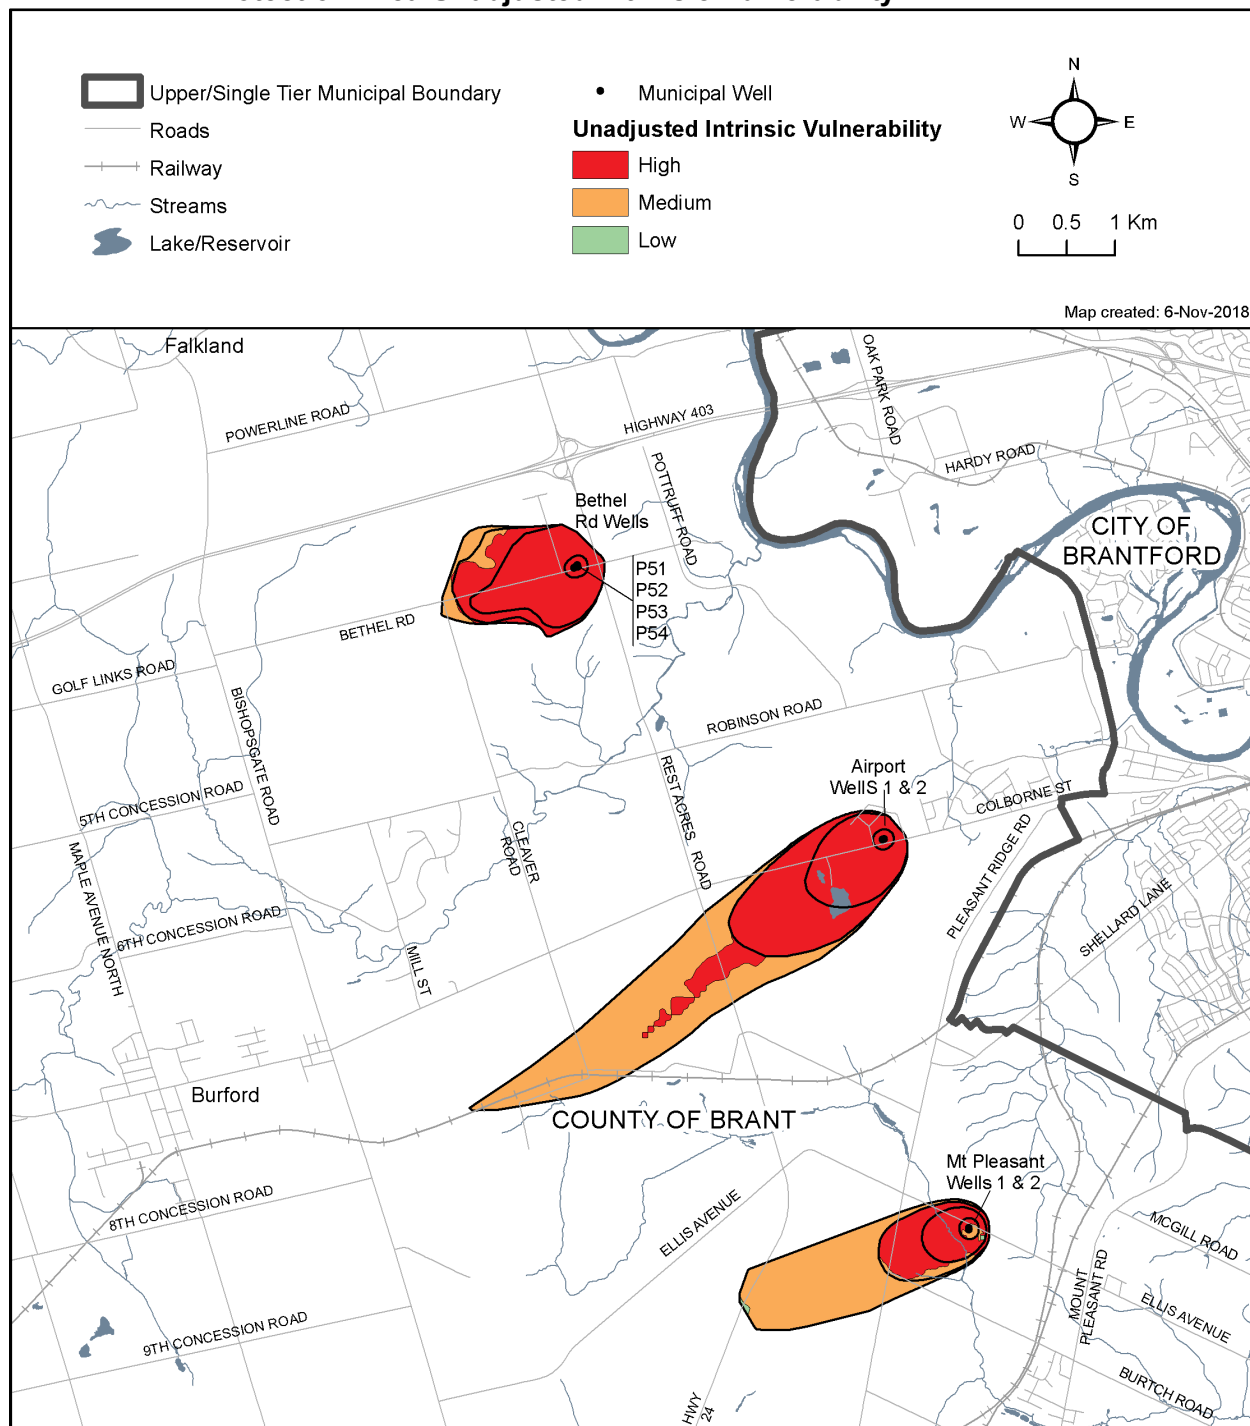 Upper/Single Tier Municipal Boundary
Roads
Railway
Streams
Lake/Reservoir
Municipal Well
Unadjusted Intrinsic Vulnerability
High
Medium
Low
N
W
E
S
0 0.5 1 Km
Map created: 6-Nov-2018
Falkland
POWERLINE ROAD
HIGHWAY 403
OAK PARK ROAD
HARDY ROAD
POTTRUFF ROAD
Bethel
Rd Wells
CITY OF
BRANTFORD
P51
P52
P53
P54
BETHEL RD
GOLF LINKS ROAD
BISHOPSGATE ROAD
ROBINSON ROAD
REST ACRES ROAD
Airport
WellS 1 & 2
COLBORNE ST
5TH CONCESSION ROAD
CLEAVER
ROAD
PLEASANT RIDGE RD
MAPLE AVENUE NORTH
6TH CONCESSION ROAD
MILL ST
SHELLARD LANE
Burford
COUNTY OF BRANT
Mt Pleasant
Wells 1 & 2
8TH CONCESSION ROAD
ELLIS AVENUE
MCGILL ROAD
MOUNT
PLEASANT RD
ELLIS AVENUE
9TH CONCESSION ROAD
BURTCH ROAD
HWY
24